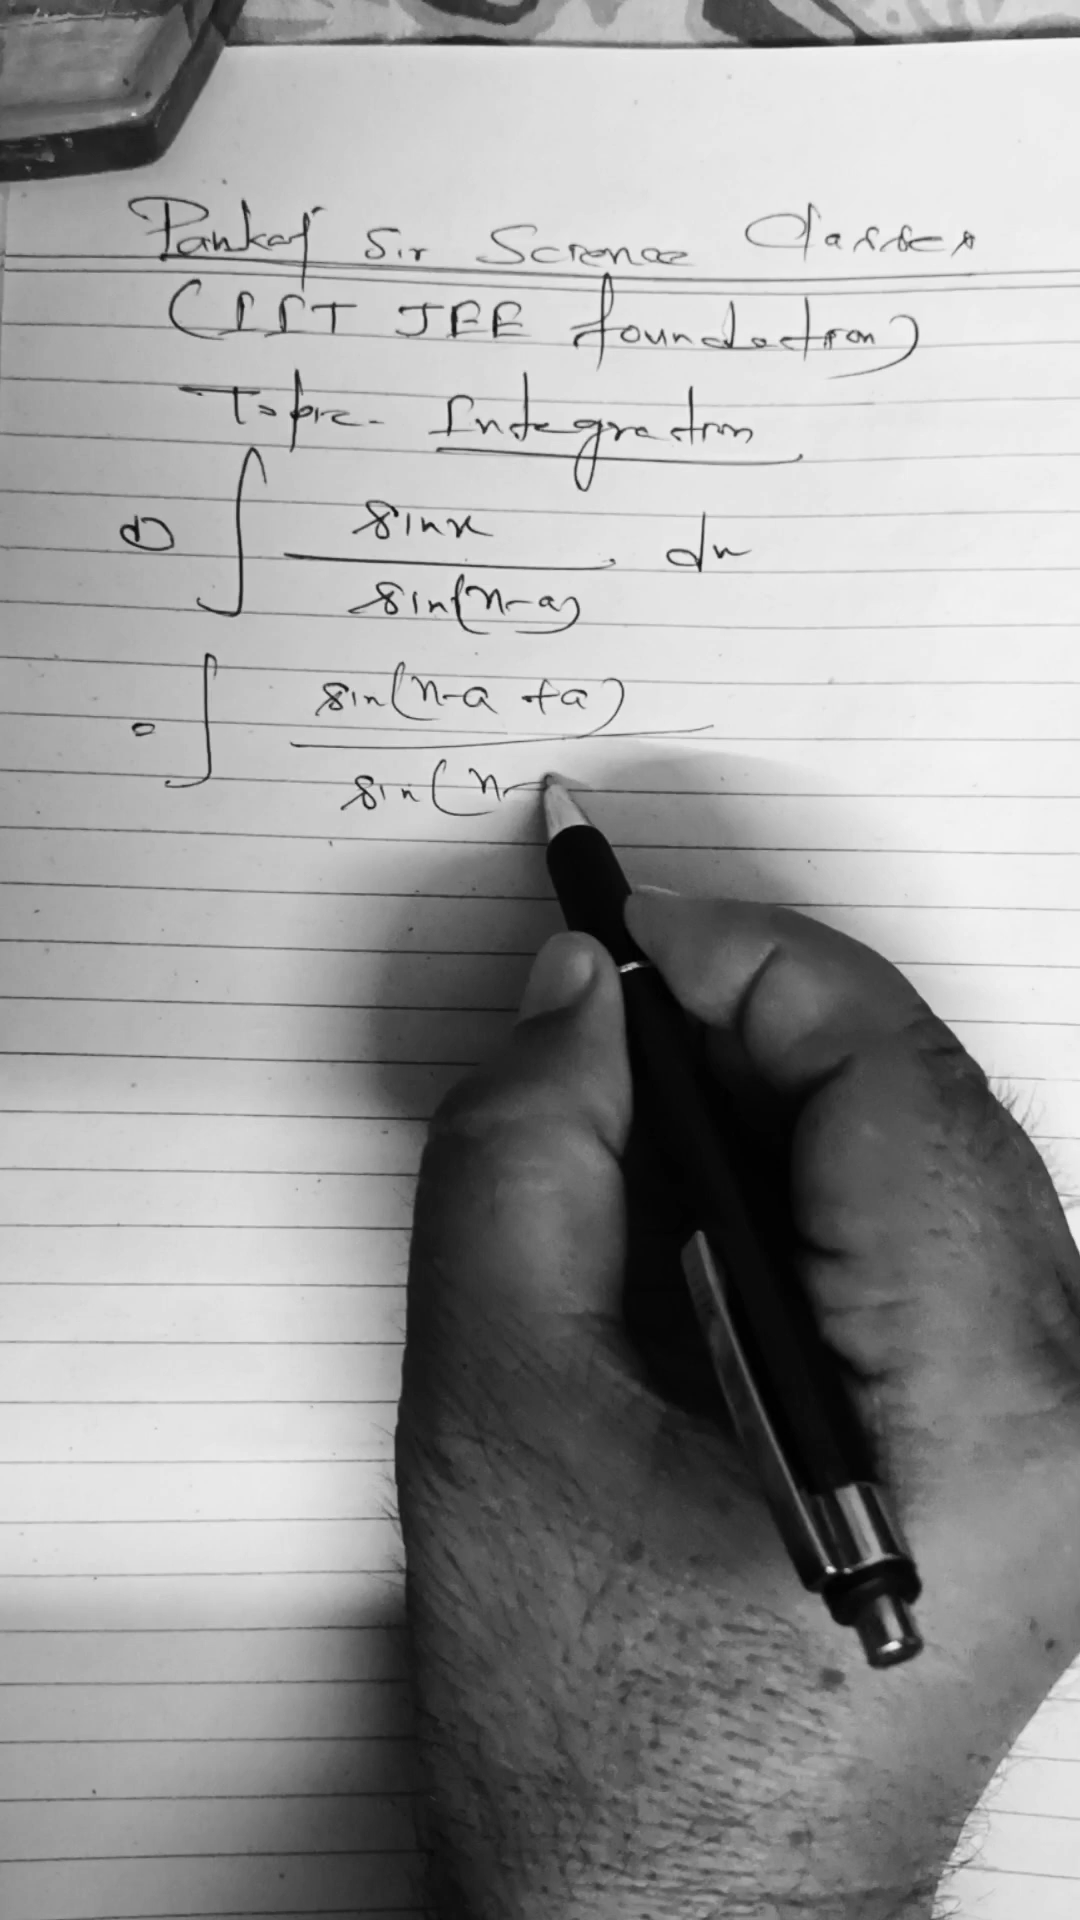 Pankaj Sir Science Classes
(IIT JEE foundation)
Topic - Integration
① ∫ sinx / sin(x-a) dx
= ∫ sin(x-a+a) / sin(x-